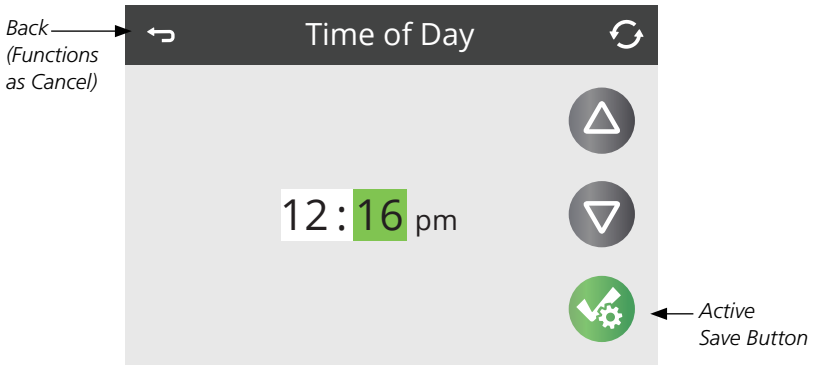 Back
(Functions
as Cancel)
Time of Day
12:16 pm
Active
Save Button